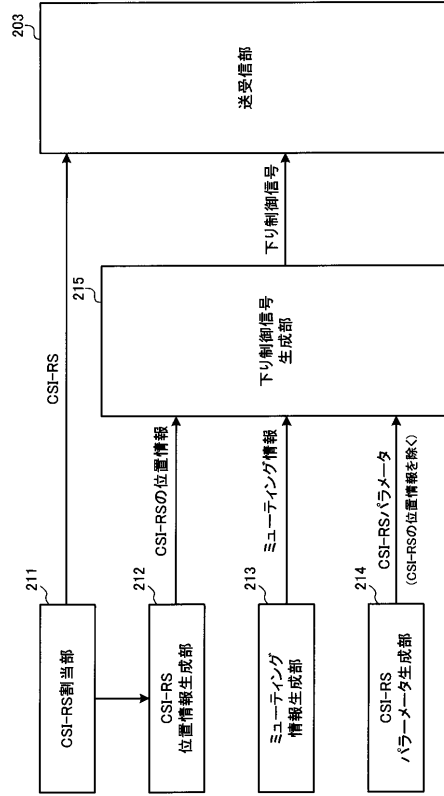 211
CSI-RS割当部
CSI-RS
203
送受信部
212
CSI-RS
位置情報生成部
CSI-RSの位置情報
215
下り制御信号
生成部
下り制御信号
213
ミューティング
情報生成部
ミューティング情報
214
CSI-RS
パラメータ生成部
CSI-RSパラメータ
(CSI-RSの位置情報を除く)